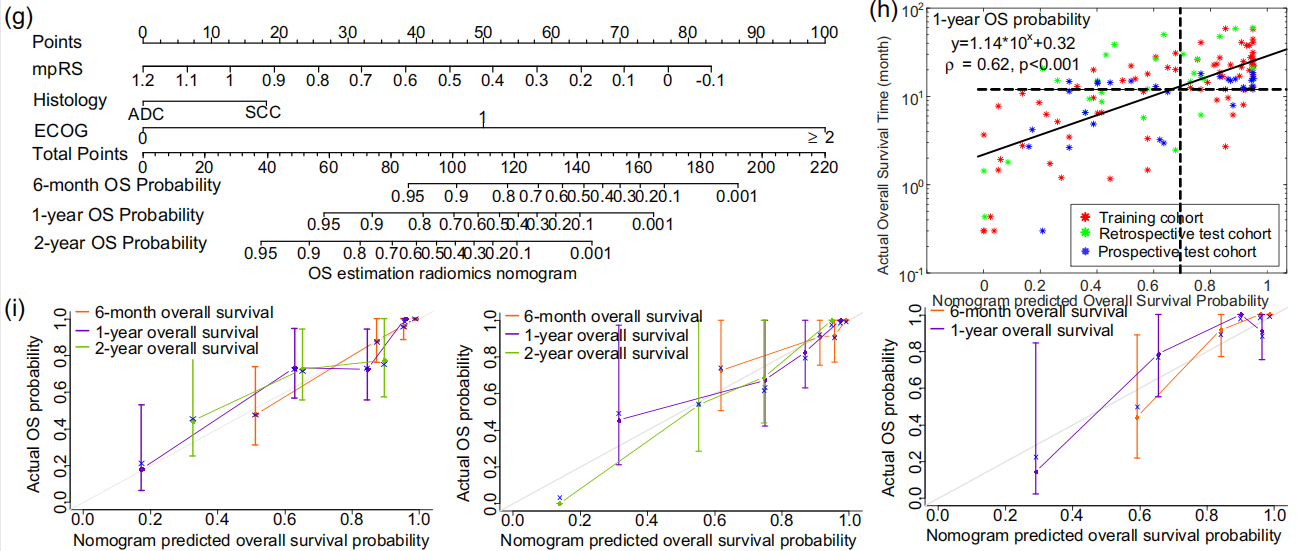 (g)
Points
0 10 20 30 40 50 60 70 80 90 100
mpRS
1.2 1.1 1 0.9 0.8 0.7 0.6 0.5 0.4 0.3 0.2 0.1 0 -0.1
Histology
ADC SCC
ECOG
0 1 ≥ 2
Total Points
0 20 40 60 80 100 120 140 160 180 200 220
6-month OS Probability
0.95 0.9 0.8 0.7 0.6 0.5 0.4 0.3 0.2 0.1 0.001
1-year OS Probability
0.95 0.9 0.8 0.7 0.6 0.5 0.4 0.3 0.2 0.1 0.001
2-year OS Probability
0.95 0.9 0.8 0.7 0.6 0.5 0.4 0.3 0.2 0.1 0.001
OS estimation radiomics nomogram
(h)
Actual Overall Survival Time (month)
10^2
10^1
10^0
10^-1
1-year OS probability
y=1.14*10^x+0.32
ρ = 0.62, p<0.001
Training cohort
Retrospective test cohort
Prospective test cohort
0 0.2 0.4 0.6 0.8 1
Nomogram predicted Overall Survival Probability
(i)
Actual OS probability
0.0 0.2 0.4 0.6 0.8 1.0
6-month overall survival
1-year overall survival
2-year overall survival
0.0 0.2 0.4 0.6 0.8 1.0
Nomogram predicted overall survival probability
Actual OS probability
0.0 0.2 0.4 0.6 0.8 1.0
6-month overall survival
1-year overall survival
2-year overall survival
0.0 0.2 0.4 0.6 0.8 1.0
Nomogram predicted overall survival probability
Actual OS probability
0.0 0.2 0.4 0.6 0.8 1.0
6-month overall survival
1-year overall survival
0.0 0.2 0.4 0.6 0.8 1.0
Nomogram predicted overall survival probability